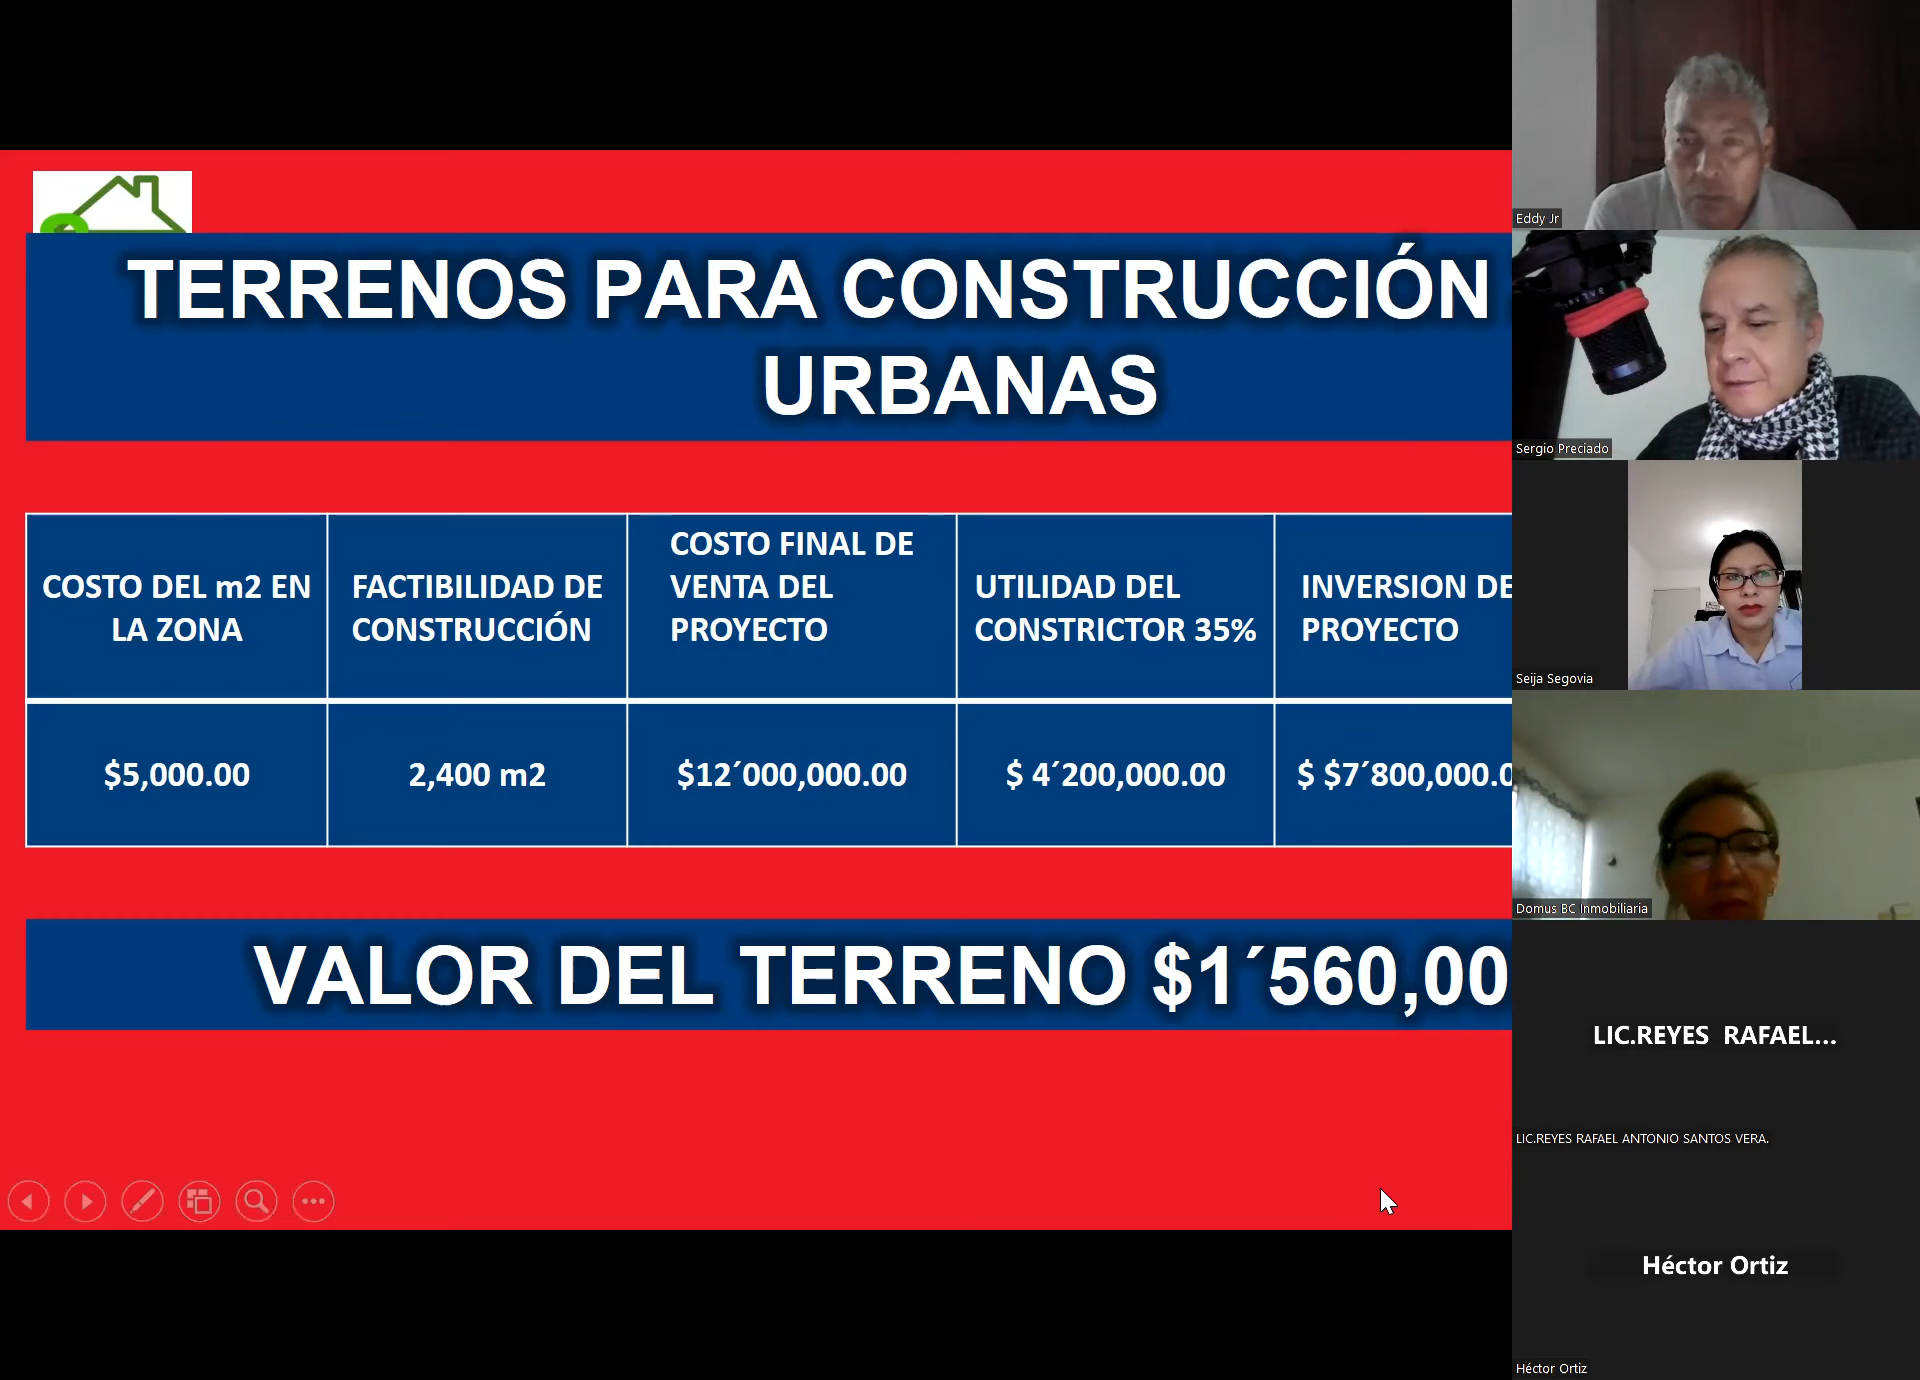 TERRENOS PARA CONSTRUCCIÓN
URBANAS
COSTO DEL m2 EN
LA ZONA
FACTIBILIDAD DE
CONSTRUCCIÓN
COSTO FINAL DE
VENTA DEL
PROYECTO
UTILIDAD DEL
CONSTRICTOR 35%
INVERSION DE
PROYECTO
$5,000.00
2,400 m2
$12´000,000.00
$ 4´200,000.00
$ $7´800,000.0
VALOR DEL TERRENO $1´560,00
Eddy Jr
Sergio Preciado
Seija Segovia
Domus BC Inmobiliaria
LIC.REYES RAFAEL...
LIC.REYES RAFAEL ANTONIO SANTOS VERA.
Héctor Ortiz
Héctor Ortiz